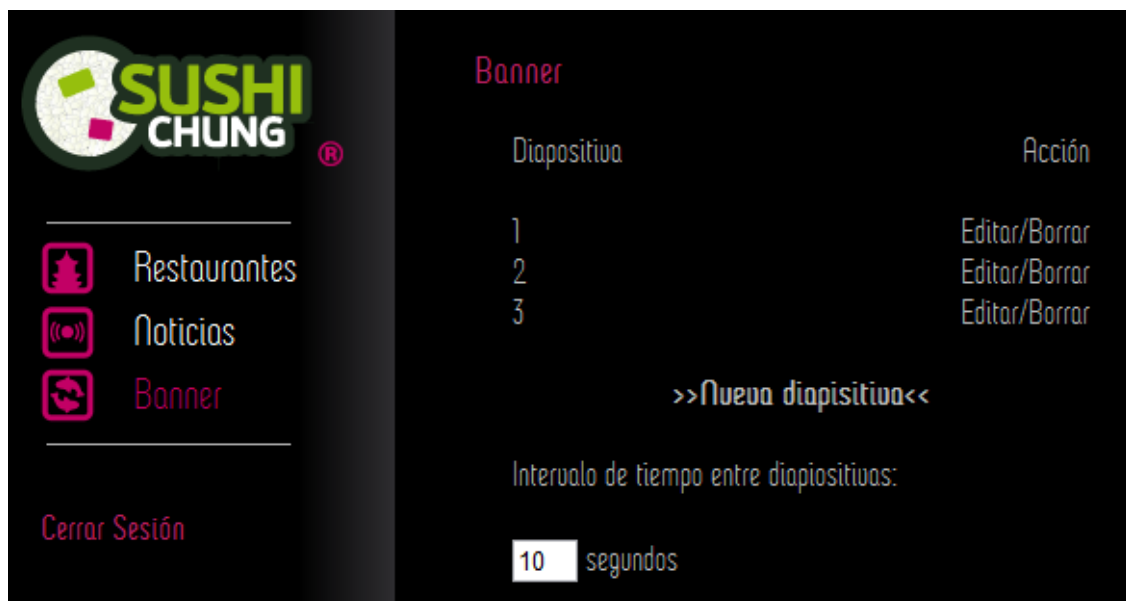 SUSHI
CHUNG ®
Restaurantes
Noticias
Banner
Cerrar Sesión
Banner
Diapositiva Acción
1 Editar/Borrar
2 Editar/Borrar
3 Editar/Borrar
>>Nueva diapisitiva<<
Intervalo de tiempo entre diapiositivas:
10 segundos